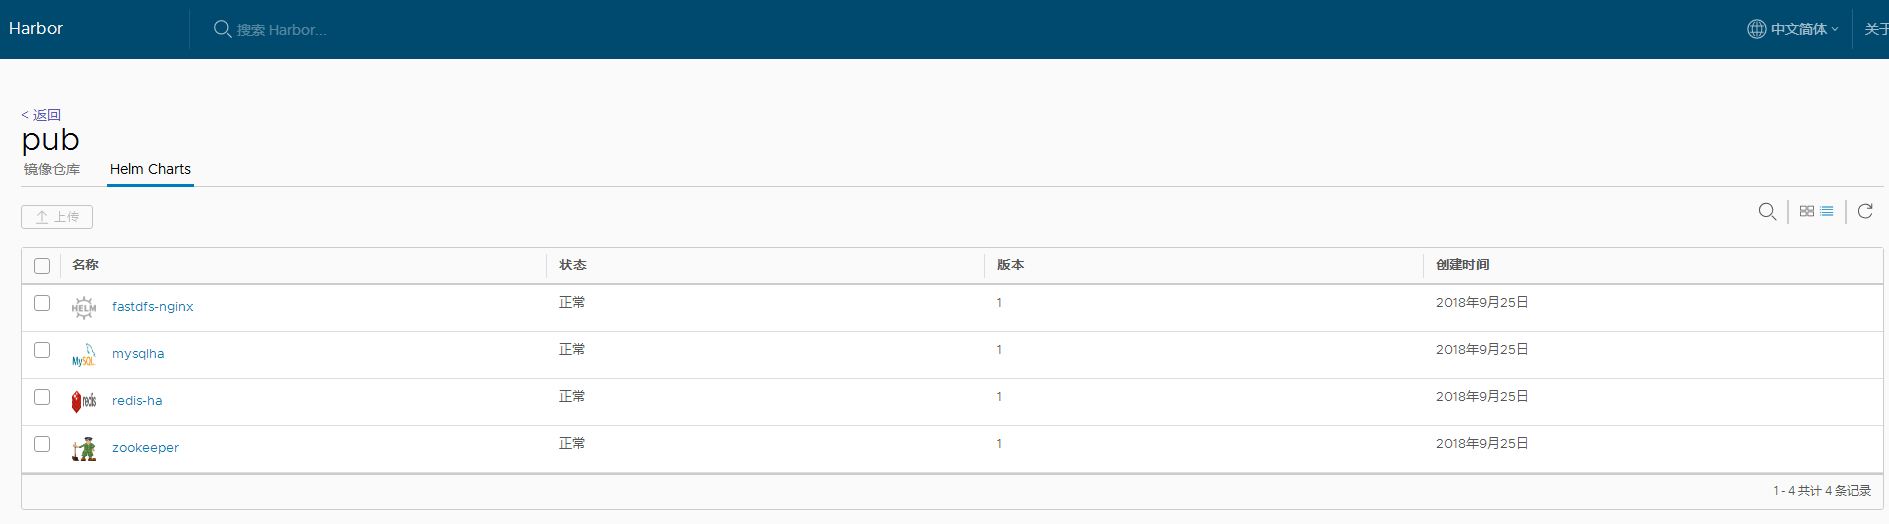 Harbor 搜索 Harbor... 中文简体 关于
< 返回
pub
镜像仓库 Helm Charts
上传
名称 状态 版本 创建时间
HELM fastdfs-nginx 正常 1 2018年9月25日
MySQL mysqlha 正常 1 2018年9月25日
redis redis-ha 正常 1 2018年9月25日
zookeeper 正常 1 2018年9月25日
1 - 4 共计 4 条记录